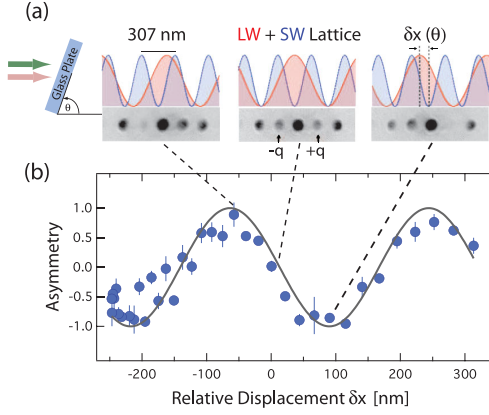 (a)
307 nm
LW + SW Lattice
δx (θ)
Glass Plate
θ
-q
+q
(b)
1.0
0.5
0.0
-0.5
-1.0
Asymmetry
-200
-100
0
100
200
300
Relative Displacement δx [nm]